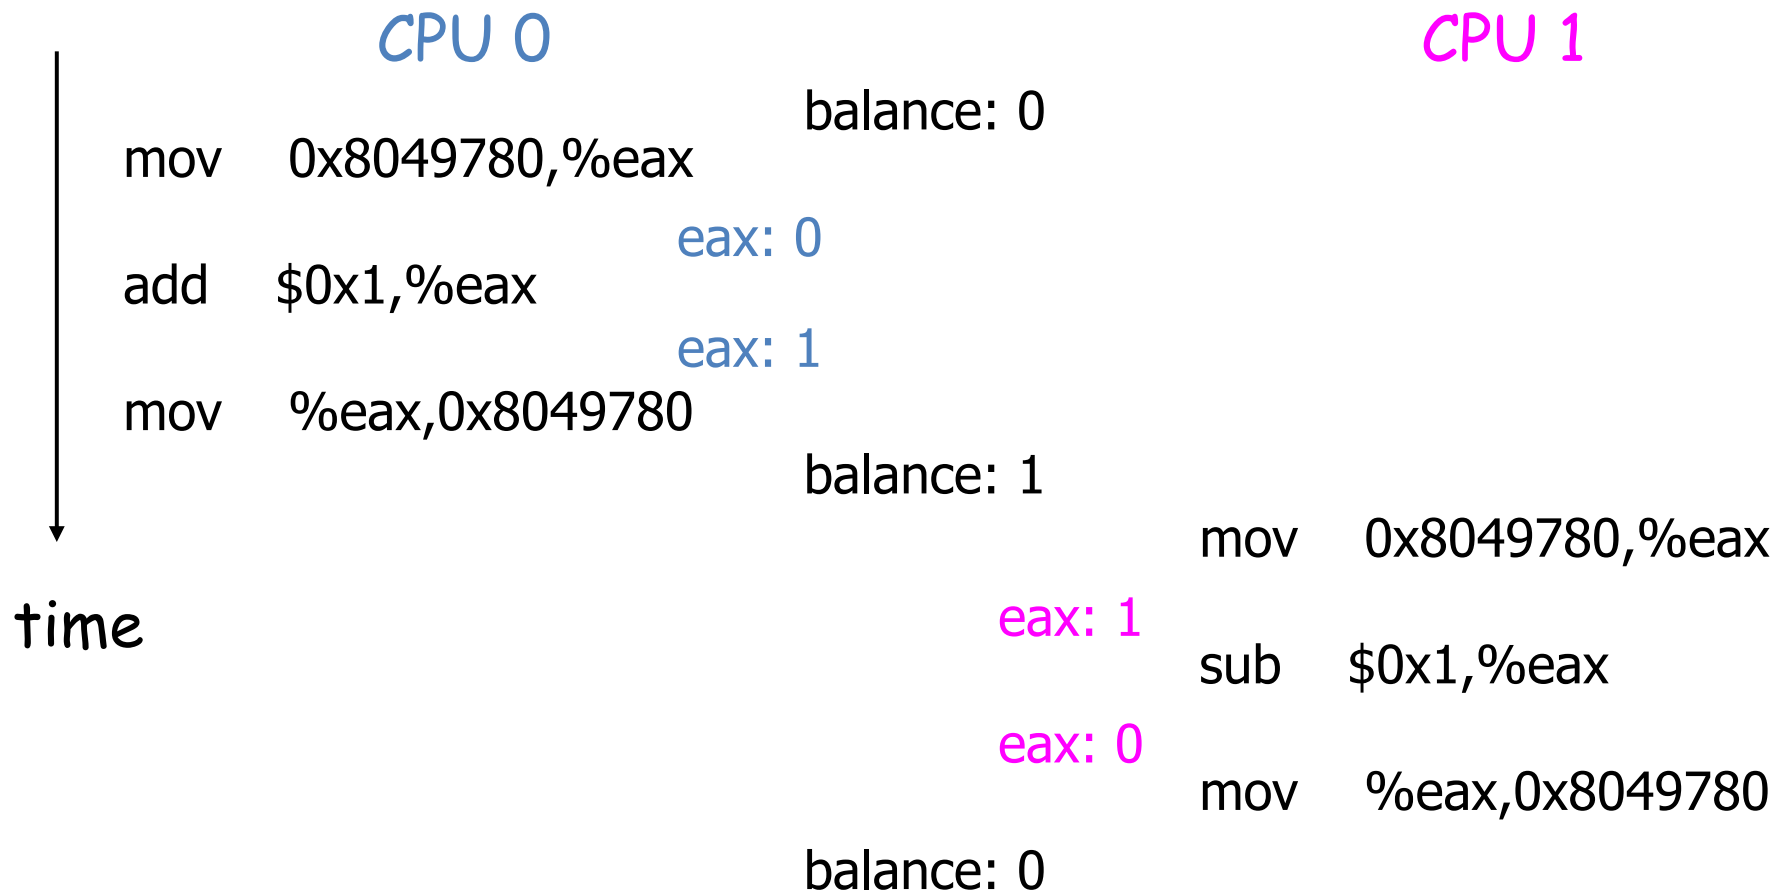 CPU 0 CPU 1
balance: 0
mov 0x8049780,%eax
eax: 0
add $0x1,%eax
eax: 1
mov %eax,0x8049780
balance: 1
mov 0x8049780,%eax
eax: 1
time
sub $0x1,%eax
eax: 0
mov %eax,0x8049780
balance: 0